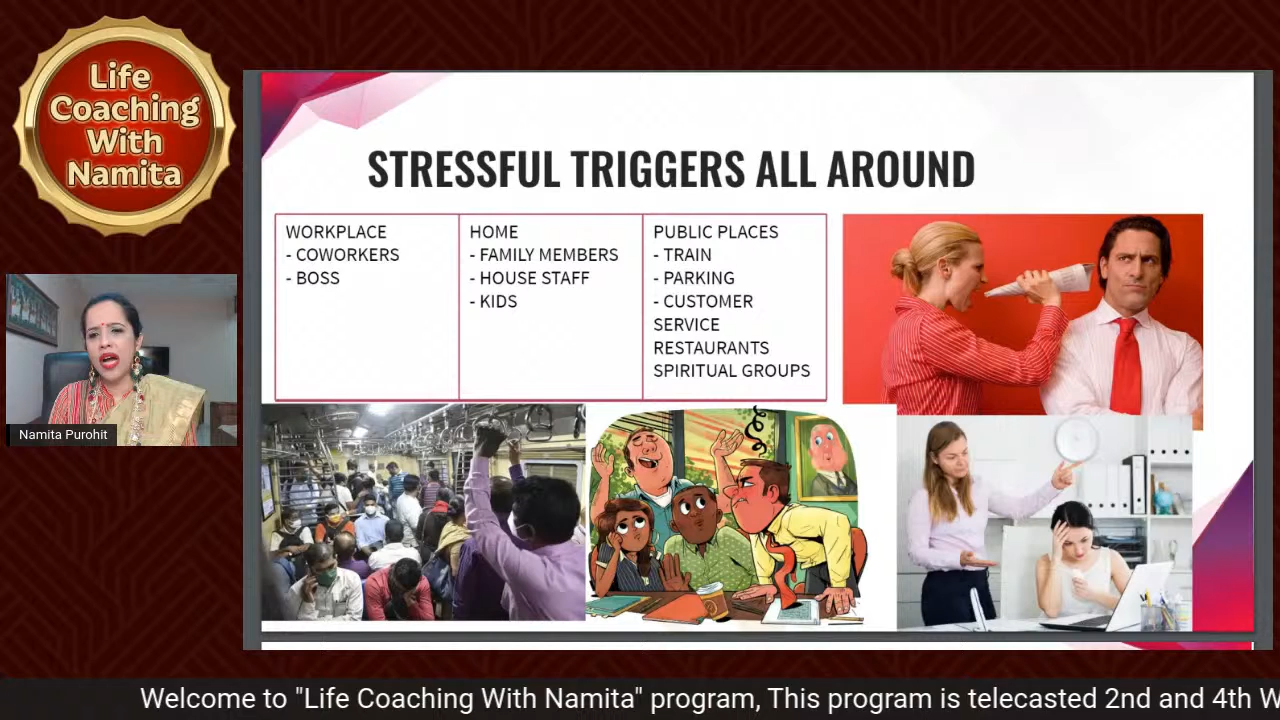 Life
Coaching
With
Namita
Namita Purohit
STRESSFUL TRIGGERS ALL AROUND
WORKPLACE
- COWORKERS
- BOSS
HOME
- FAMILY MEMBERS
- HOUSE STAFF
- KIDS
PUBLIC PLACES
- TRAIN
- PARKING
- CUSTOMER
SERVICE
RESTAURANTS
SPIRITUAL GROUPS
Welcome to "Life Coaching With Namita" program, This program is telecasted 2nd and 4th W